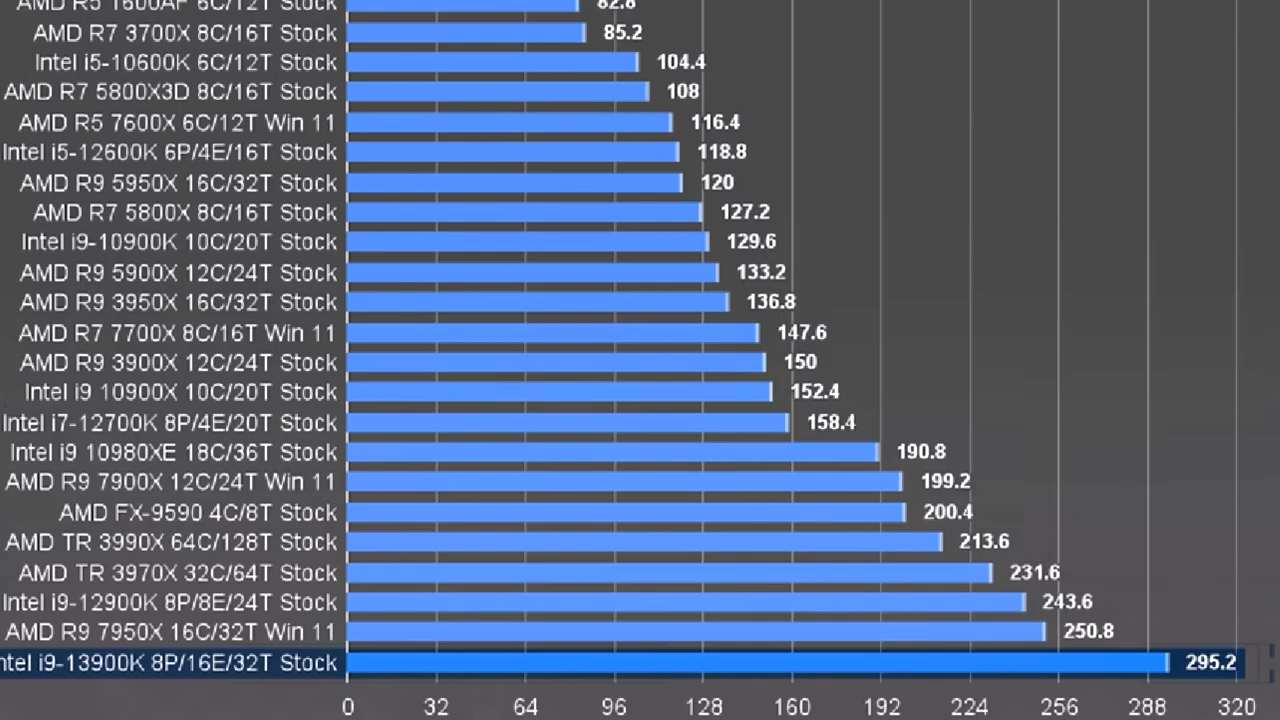 AMD R5 1600AF 6C/12T Stock 82.8
AMD R7 3700X 8C/16T Stock 85.2
Intel i5-10600K 6C/12T Stock 104.4
AMD R7 5800X3D 8C/16T Stock 108
AMD R5 7600X 6C/12T Win 11 116.4
Intel i5-12600K 6P/4E/16T Stock 118.8
AMD R9 5950X 16C/32T Stock 120
AMD R7 5800X 8C/16T Stock 127.2
Intel i9-10900K 10C/20T Stock 129.6
AMD R9 5900X 12C/24T Stock 133.2
AMD R9 3950X 16C/32T Stock 136.8
AMD R7 7700X 8C/16T Win 11 147.6
AMD R9 3900X 12C/24T Stock 150
Intel i9 10900X 10C/20T Stock 152.4
Intel i7-12700K 8P/4E/20T Stock 158.4
Intel i9 10980XE 18C/36T Stock 190.8
AMD R9 7900X 12C/24T Win 11 199.2
AMD FX-9590 4C/8T Stock 200.4
AMD TR 3990X 64C/128T Stock 213.6
AMD TR 3970X 32C/64T Stock 231.6
Intel i9-12900K 8P/8E/24T Stock 243.6
AMD R9 7950X 16C/32T Win 11 250.8
ntel i9-13900K 8P/16E/32T Stock 295.2
0 32 64 96 128 160 192 224 256 288 320